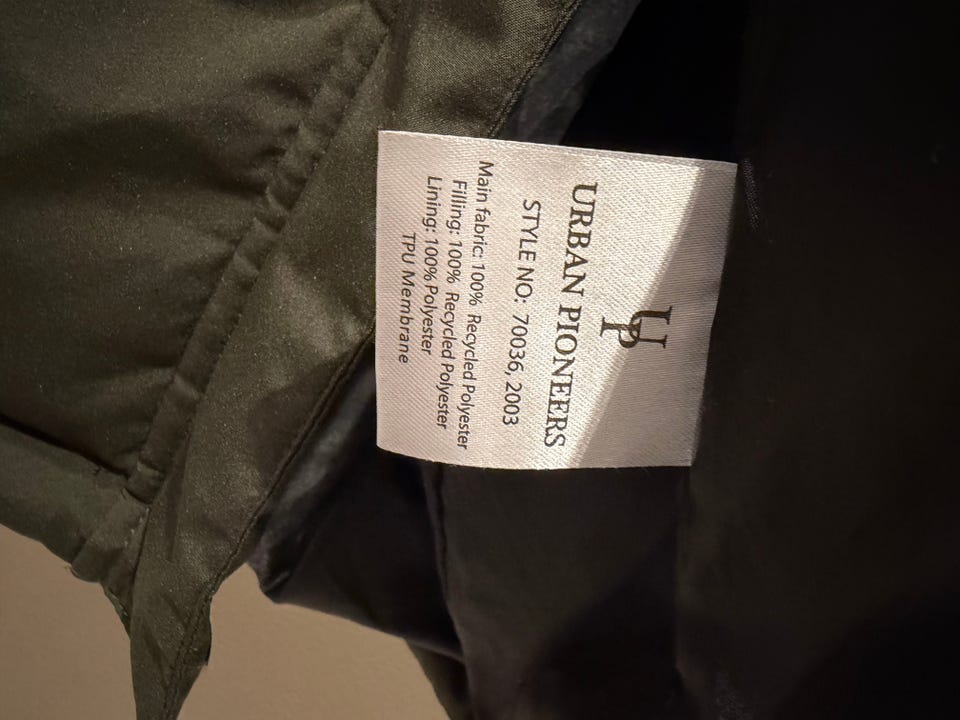 UP
URBAN PIONEERS
STYLE NO: 70036, 2003
Main fabric: 100% Recycled Polyester
Filling: 100% Recycled Polyester
Lining: 100% Polyester
TPU Membrane